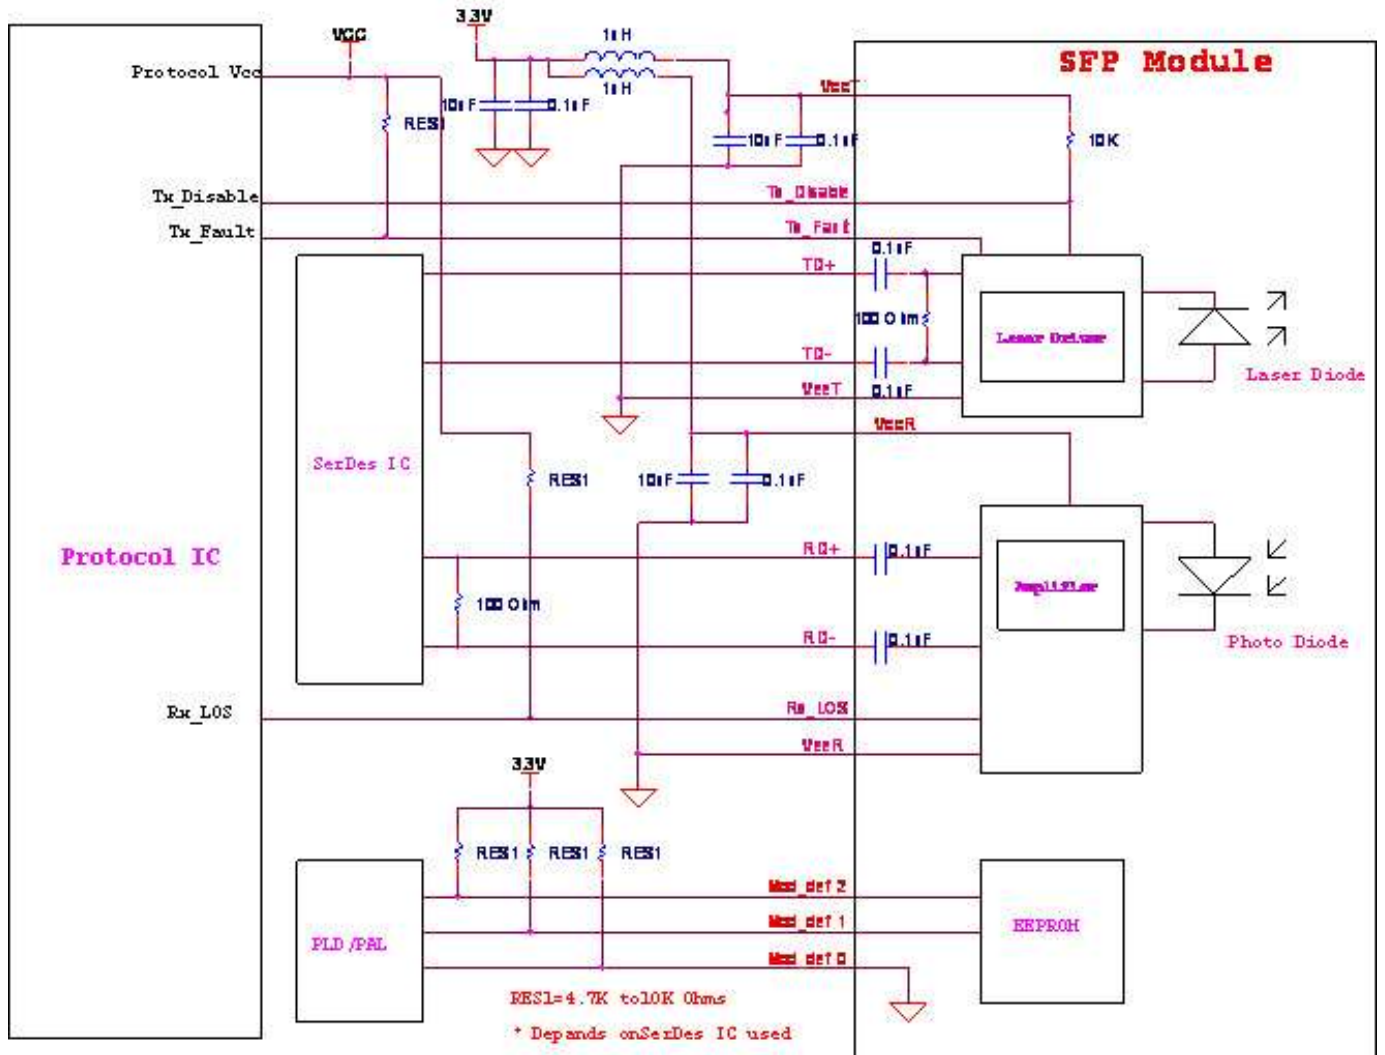 3.3V
1uH
SFP Module
VCC
Protocol Vcc
1uH
VccT
10uF
0.1uF
RES1
10uF
0.1uF
10K
Tx_Disable
Tx_Disable
Tx_Fault
Tx_Fault
0.1uF
TD+
100 Ohm
Laser Driver
TD-
Laser Diode
VeeT
0.1uF
VccR
SerDes IC
RES1
10uF
0.1uF
Protocol IC
RD+
0.1uF
Amplifier
100 Ohm
RD-
0.1uF
Photo Diode
Rx_LOS
Rx_LOS
VeeR
3.3V
RES1
RES1
RES1
Mod_def 2
Mod_def 1
EEPROM
PLD/PAL
Mod_def 0
RES1=4.7K to10K Ohms
* Depands onSerDes IC used